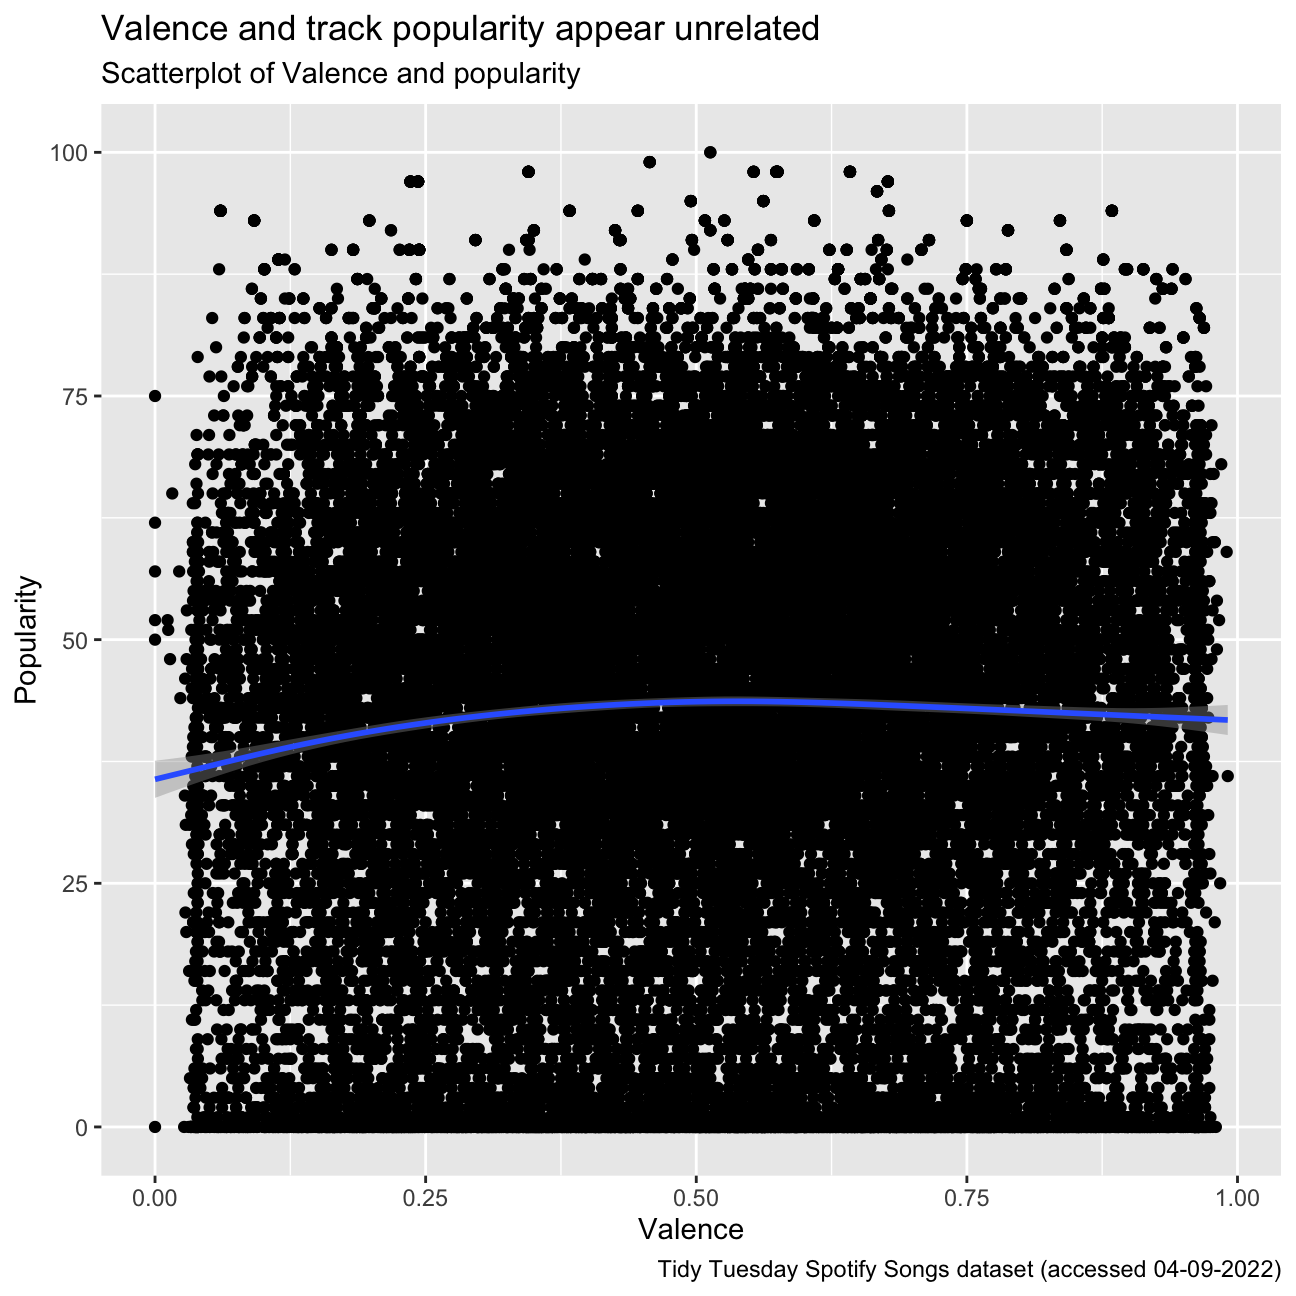 Valence and track popularity appear unrelated
Scatterplot of Valence and popularity
100
75
50
25
0
Popularity
0.00 0.25 0.50 0.75 1.00
Valence
Tidy Tuesday Spotify Songs dataset (accessed 04-09-2022)